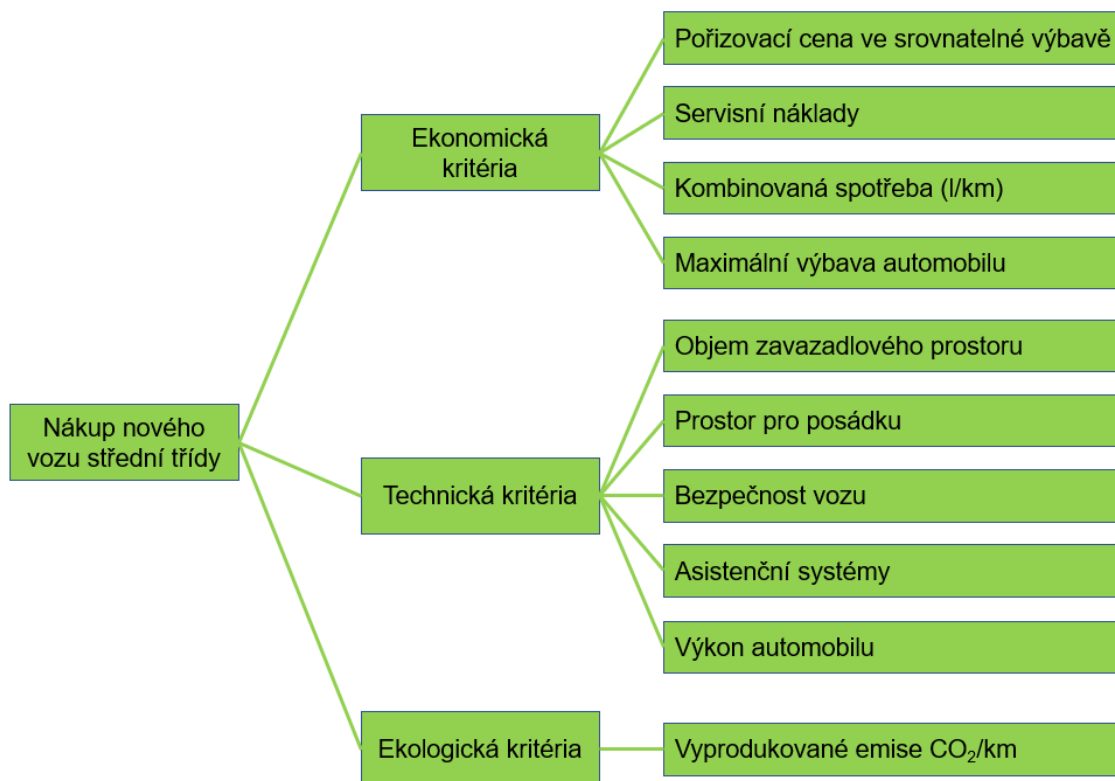 Pořizovací cena ve srovnatelné výbavě
Servisní náklady
Ekonomická
kritéria
Kombinovaná spotřeba (l/km)
Maximální výbava automobilu
Objem zavazadlového prostoru
Nákup nového
vozu střední třídy
Prostor pro posádku
Technická kritéria
Bezpečnost vozu
Asistenční systémy
Výkon automobilu
Ekologická kritéria
Vyprodukované emise CO₂/km